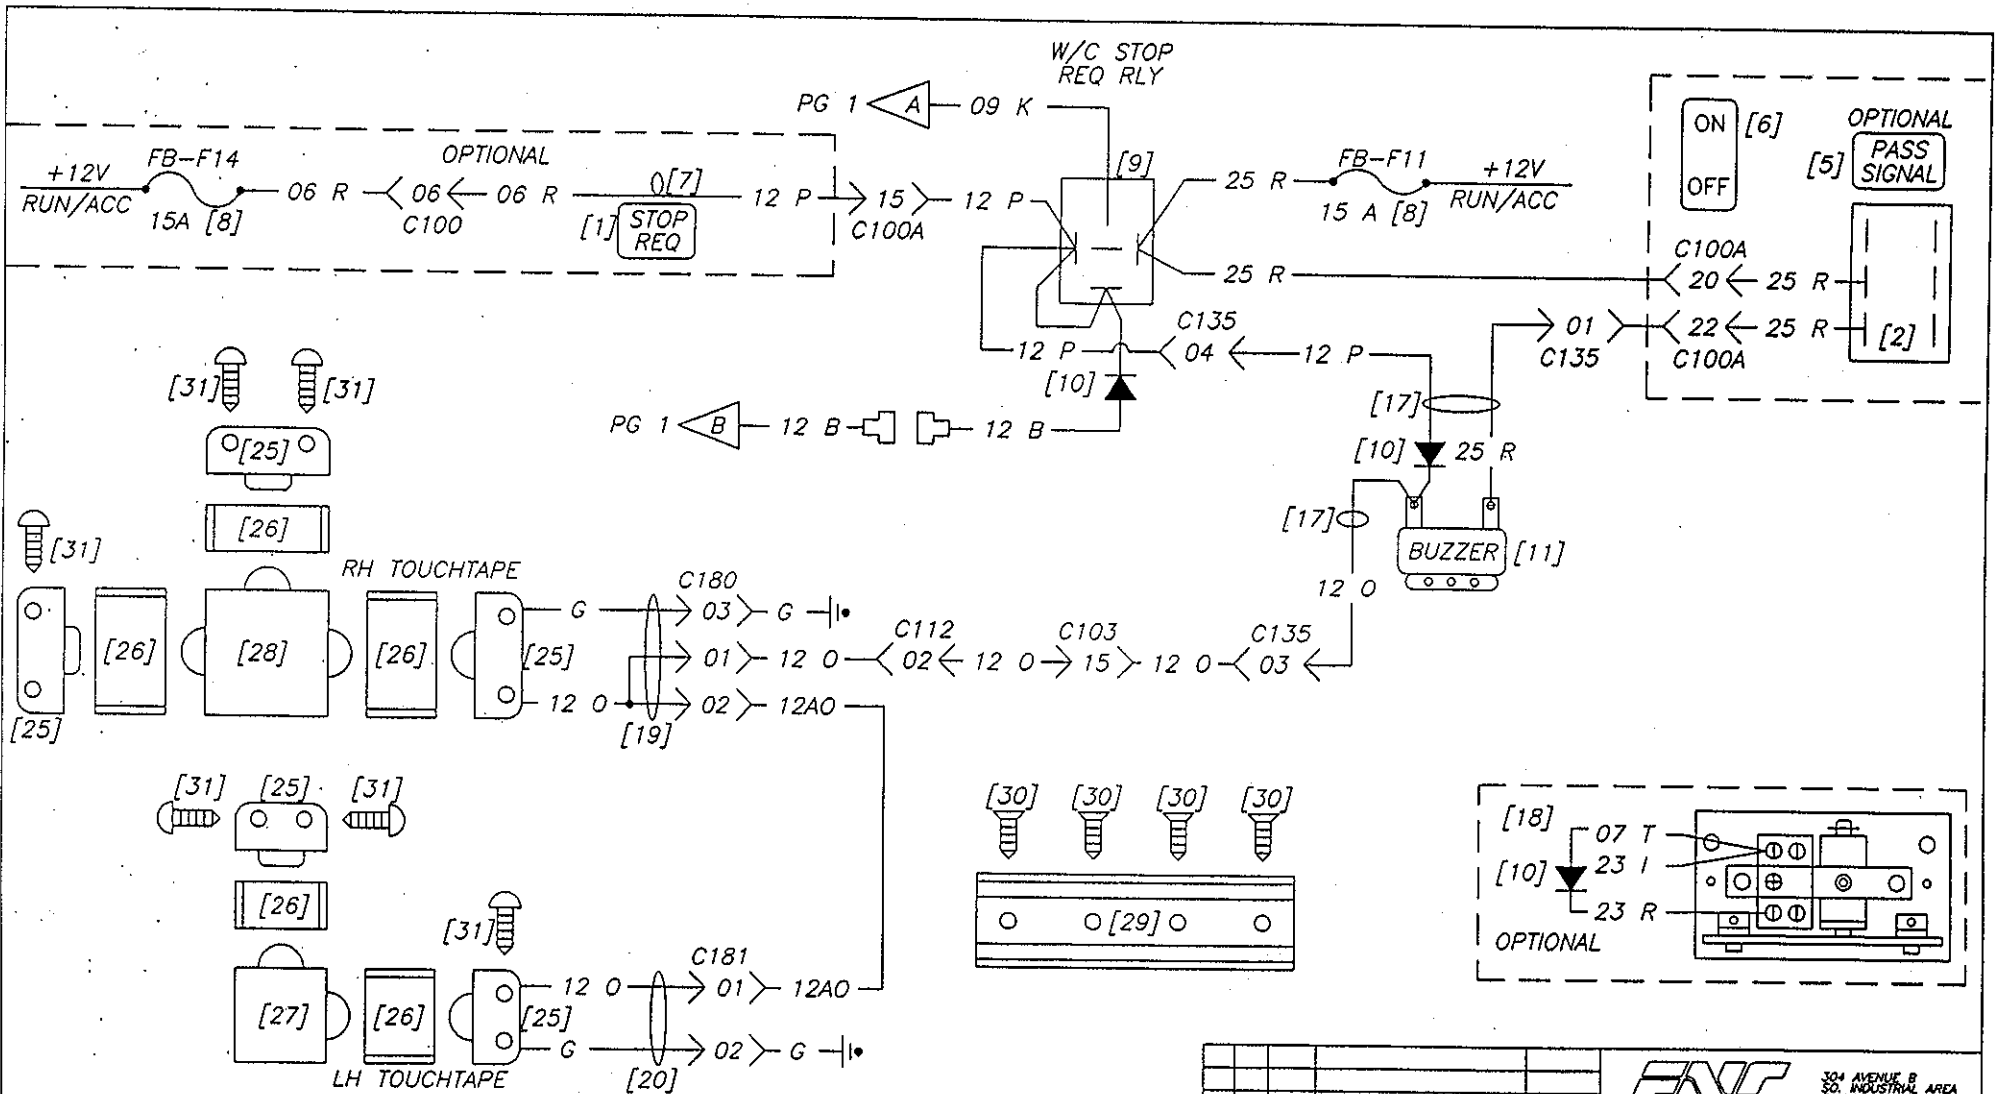 W/C STOP
REQ RLY
PG 1 A 09 K
OPTIONAL
+12V
RUN/ACC
FB-F14
15A [8]
06 R
06
C100
06 R
[7]
[1]
STOP
REQ
12 P
15
C100A
12 P
[9]
25 R
FB-F11
15 A [8]
+12V
RUN/ACC
25 R
ON
OFF
[6]
OPTIONAL
[5]
PASS
SIGNAL
C100A
20
25 R
22
C100A
25 R
[2]
01
C135
12 P
C135
04
12 P
[10]
PG 1 B 12 B
12 B
[17]
[10]
25 R
[17]
BUZZER
[11]
12 O
[31]
[31]
[25]
[26]
[31]
RH TOUCHTAPE
[25]
[26]
[28]
[26]
[25]
G
C180
03
G
01
12 O
C112
02
12 O
C103
15
12 O
C135
03
12 O
02
12AO
[19]
[31]
[25]
[31]
[26]
[31]
[27]
[26]
[25]
LH TOUCHTAPE
12 O
C181
01
12AO
G
02
G
[20]
[30]
[30]
[30]
[30]
[29]
[18]
07 T
23 I
[10]
23 R
OPTIONAL
304 AVENUE B
SO. INDUSTRIAL AREA